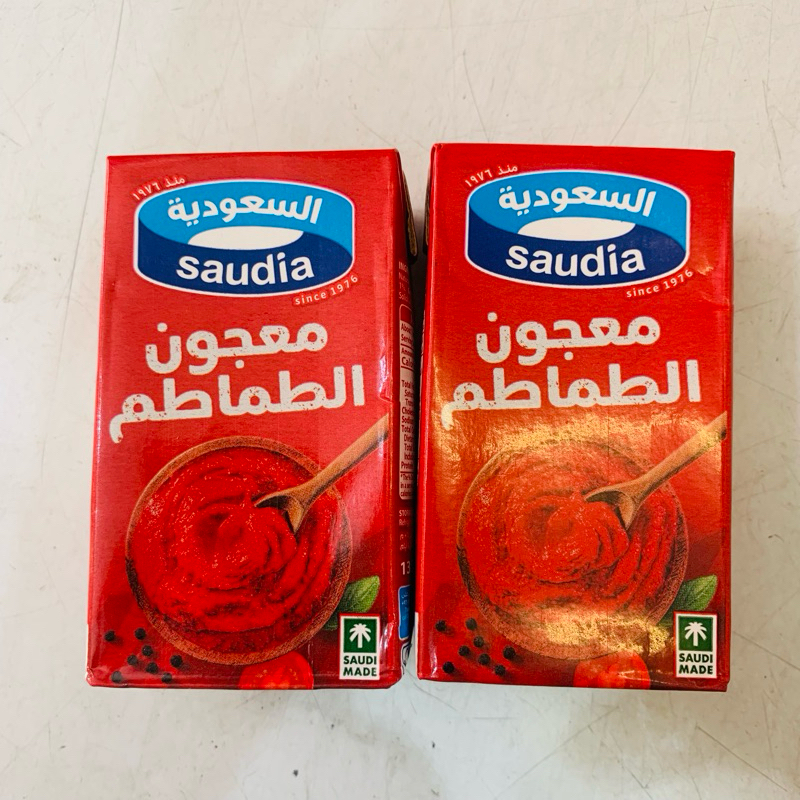 منذ ١٩٧٦
السعودية
saudia
since 1976
معجون
الطماطم
SAUDI
MADE
منذ ١٩٧٦
السعودية
saudia
since 1976
معجون
الطماطم
SAUDI
MADE